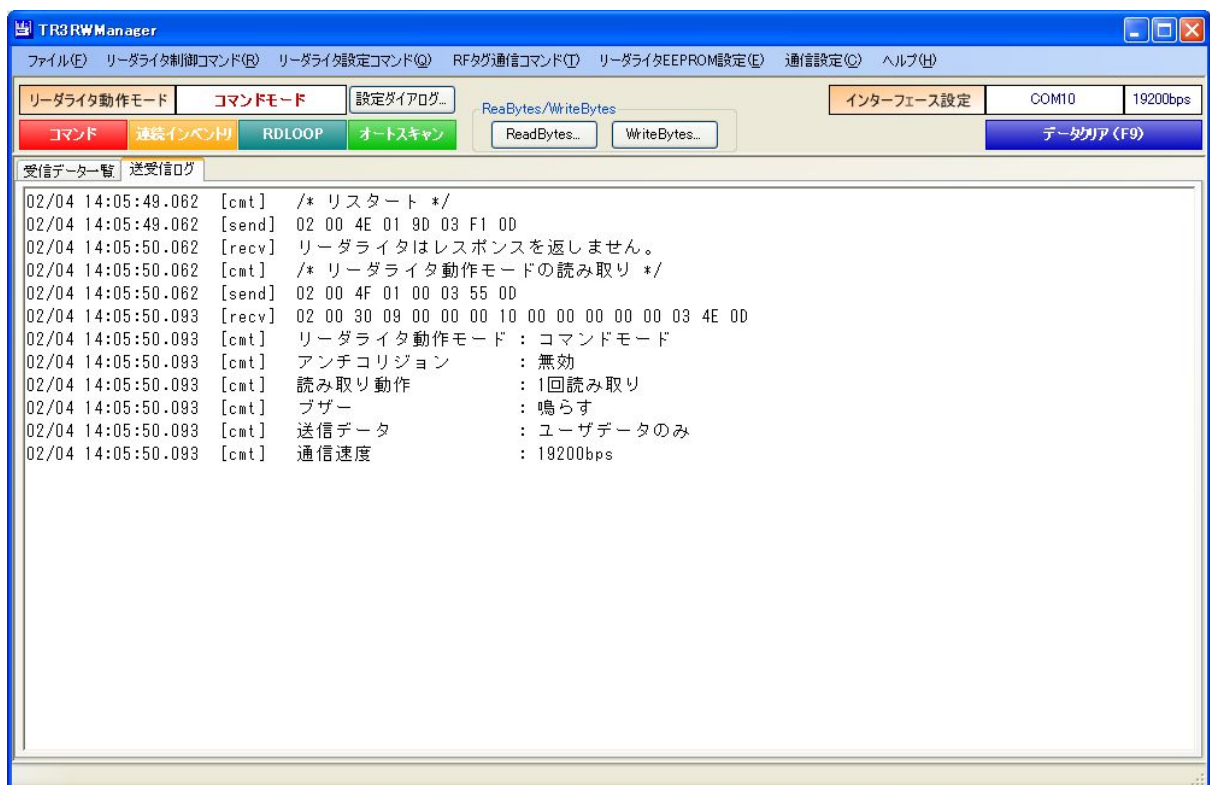 TR3RWManager
ファイル(F) リーダライタ制御コマンド(R) リーダライタ設定コマンド(Q) RFタグ通信コマンド(T) リーダライタEEPROM設定(E) 通信設定(C) ヘルプ(H)
リーダライタ動作モード コマンドモード 設定ダイアログ... ReaBytes/WriteBytes インターフェース設定 COM10 19200bps
コマンド 連続インベントリ RDLOOP オートスキャン ReadBytes... WriteBytes... データクリア(F9)
受信データ一覧 送受信ログ
02/04 14:05:49.062 [cmt] /* リスタート */
02/04 14:05:49.062 [send] 02 00 4E 01 9D 03 F1 0D
02/04 14:05:50.062 [recv] リーダライタはレスポンスを返しません。
02/04 14:05:50.062 [cmt] /* リーダライタ動作モードの読み取り */
02/04 14:05:50.062 [send] 02 00 4F 01 00 03 55 0D
02/04 14:05:50.093 [recv] 02 00 30 09 00 00 00 10 00 00 00 00 00 03 4E 0D
02/04 14:05:50.093 [cmt] リーダライタ動作モード : コマンドモード
02/04 14:05:50.093 [cmt] アンチコリジョン : 無効
02/04 14:05:50.093 [cmt] 読み取り動作 : 1回読み取り
02/04 14:05:50.093 [cmt] ブザー : 鳴らす
02/04 14:05:50.093 [cmt] 送信データ : ユーザデータのみ
02/04 14:05:50.093 [cmt] 通信速度 : 19200bps